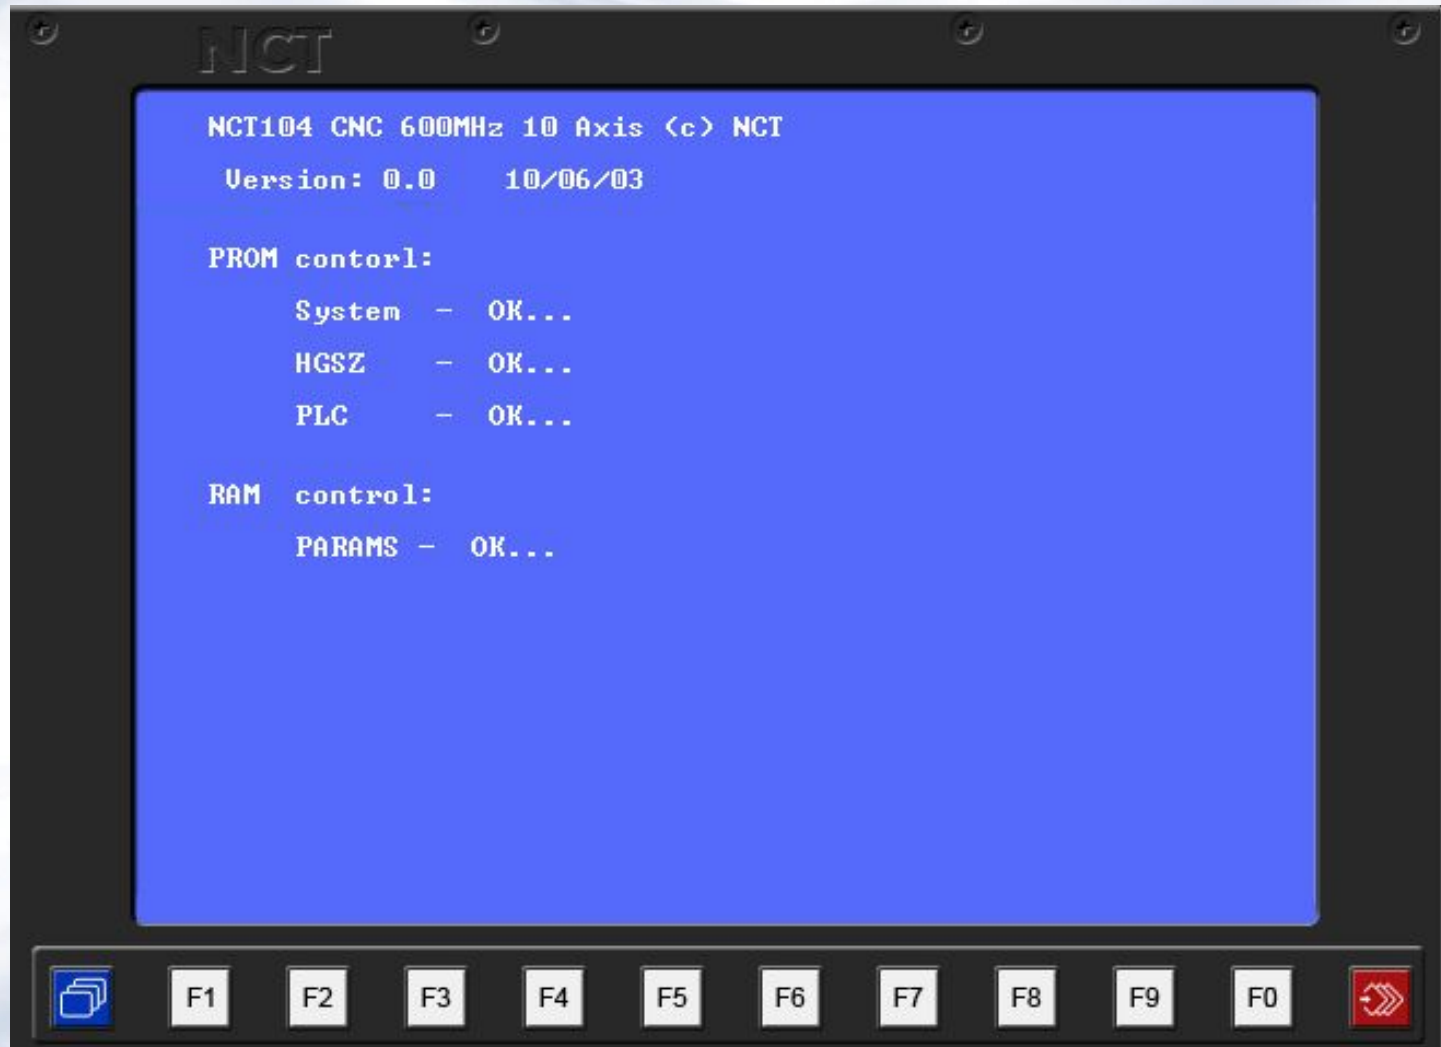 NCT
NCT104 CNC 600MHz 10 Axis (c) NCT
Version: 0.0 10/06/03
PROM contorl:
System - OK...
HGSZ - OK...
PLC - OK...
RAM control:
PARAMS - OK...
F1 F2 F3 F4 F5 F6 F7 F8 F9 F0